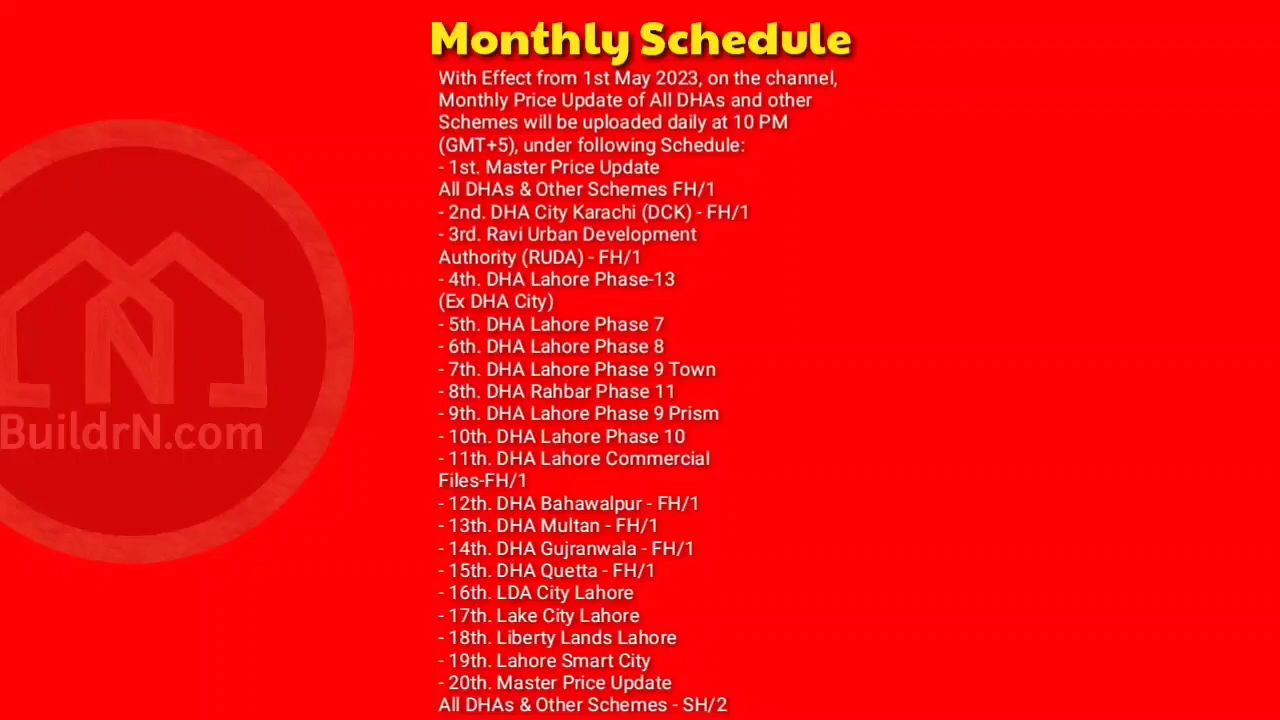 Monthly Schedule
With Effect from 1st May 2023, on the channel,
Monthly Price Update of All DHAs and other
Schemes will be uploaded daily at 10 PM
(GMT+5), under following Schedule:
- 1st. Master Price Update
All DHAs & Other Schemes FH/1
- 2nd. DHA City Karachi (DCK) - FH/1
- 3rd. Ravi Urban Development
Authority (RUDA) - FH/1
- 4th. DHA Lahore Phase-13
(Ex DHA City)
- 5th. DHA Lahore Phase 7
- 6th. DHA Lahore Phase 8
- 7th. DHA Lahore Phase 9 Town
- 8th. DHA Rahbar Phase 11
- 9th. DHA Lahore Phase 9 Prism
- 10th. DHA Lahore Phase 10
- 11th. DHA Lahore Commercial
Files-FH/1
- 12th. DHA Bahawalpur - FH/1
- 13th. DHA Multan - FH/1
- 14th. DHA Gujranwala - FH/1
- 15th. DHA Quetta - FH/1
- 16th. LDA City Lahore
- 17th. Lake City Lahore
- 18th. Liberty Lands Lahore
- 19th. Lahore Smart City
- 20th. Master Price Update
All DHAs & Other Schemes - SH/2
N
BuildrN.com